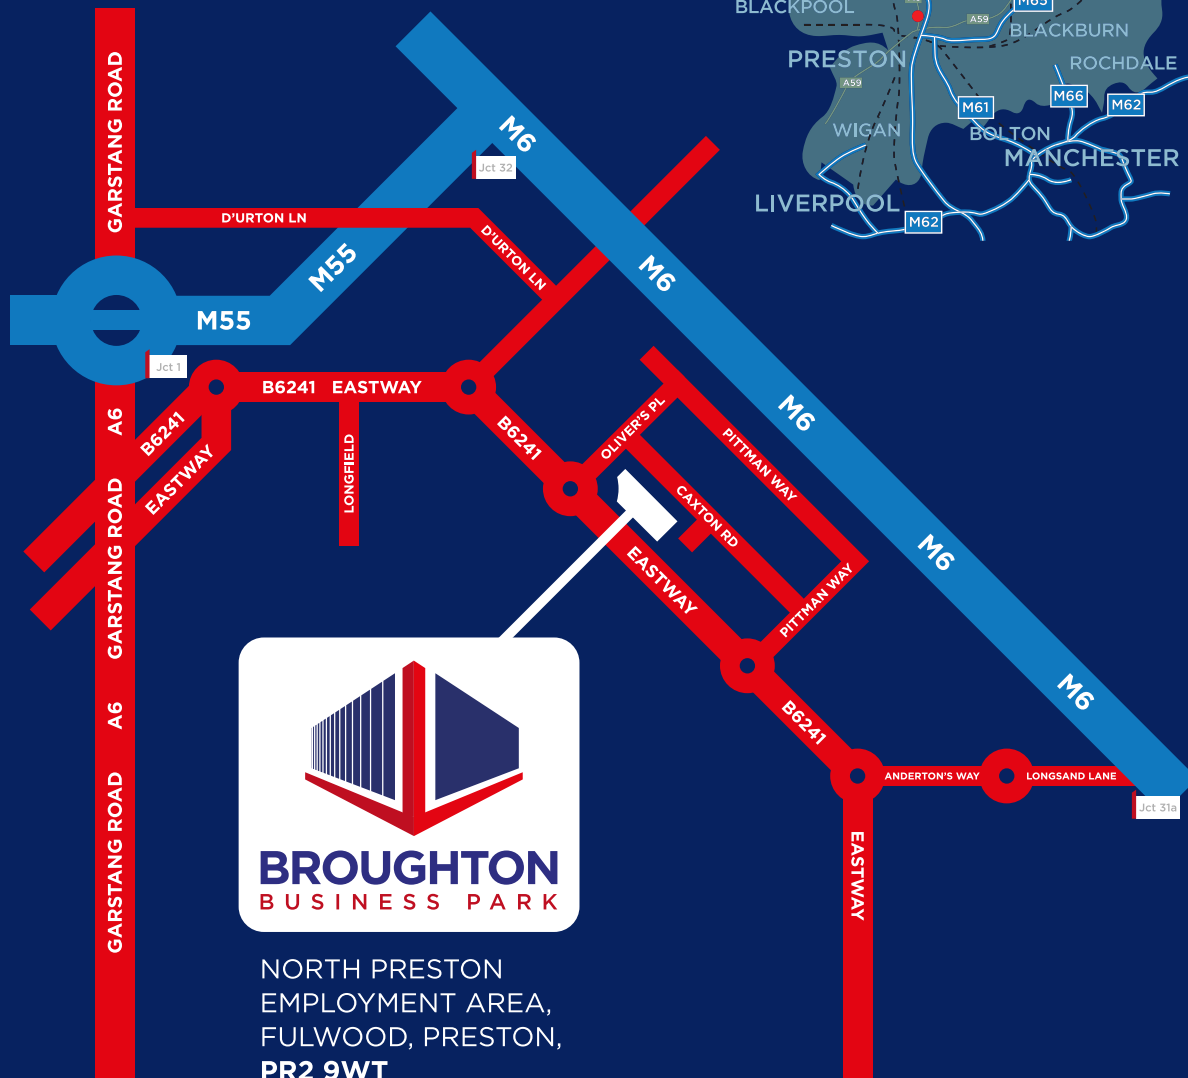 BLACKPOOL
M65
A59
BLACKBURN
PRESTON
ROCHDALE
A59
M66
M61
M62
WIGAN
BOLTON
MANCHESTER
LIVERPOOL
M62
GARSTANG ROAD
M6
Jct 32
D'URTON LN
D'URTON LN
M55
M6
M55
Jct 1
B6241 EASTWAY
A6
B6241
EASTWAY
LONGFIELD
B6241
OLIVER'S PL
PITTMAN WAY
M6
CAXTON RD
GARSTANG ROAD
EASTWAY
M6
PITTMAN WAY
A6
B6241
M6
ANDERTON'S WAY
LONGSAND LANE
Jct 31a
GARSTANG ROAD
EASTWAY
BROUGHTON
BUSINESS PARK
NORTH PRESTON
EMPLOYMENT AREA,
FULWOOD, PRESTON,
PR2 9WT